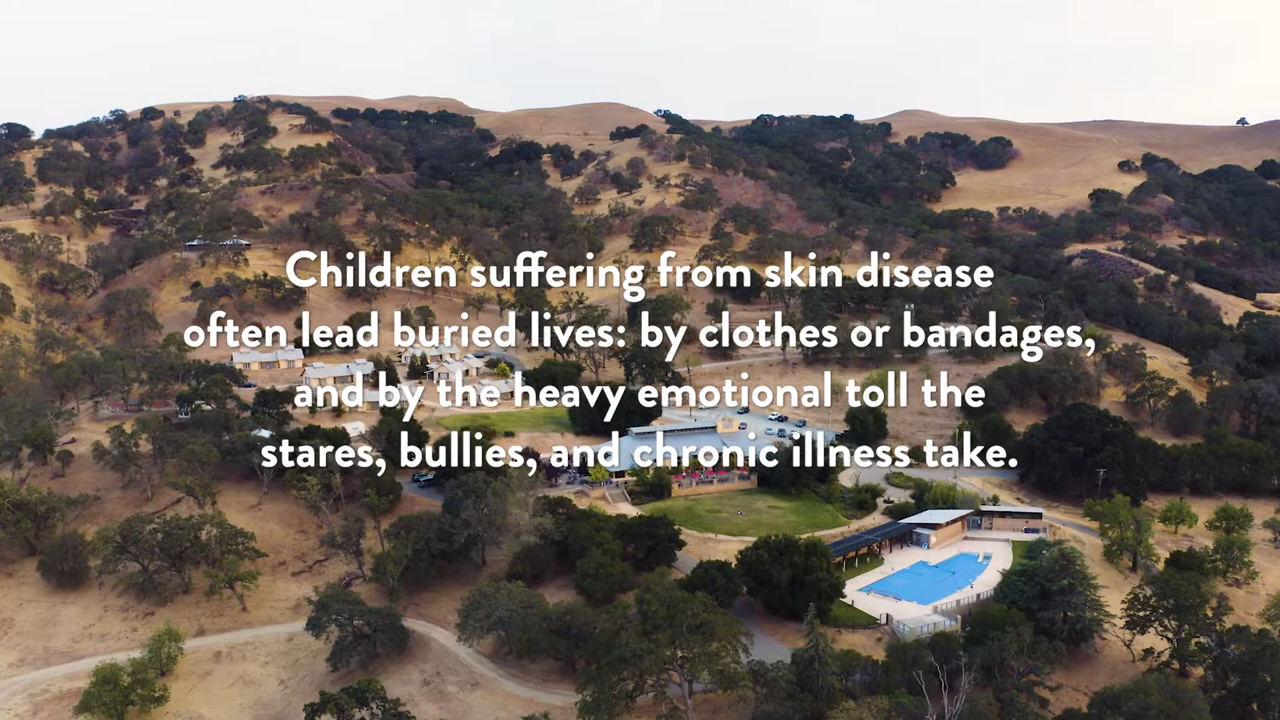 Children suffering from skin disease
often lead buried lives: by clothes or bandages,
and by the heavy emotional toll the
stares, bullies, and chronic illness take.